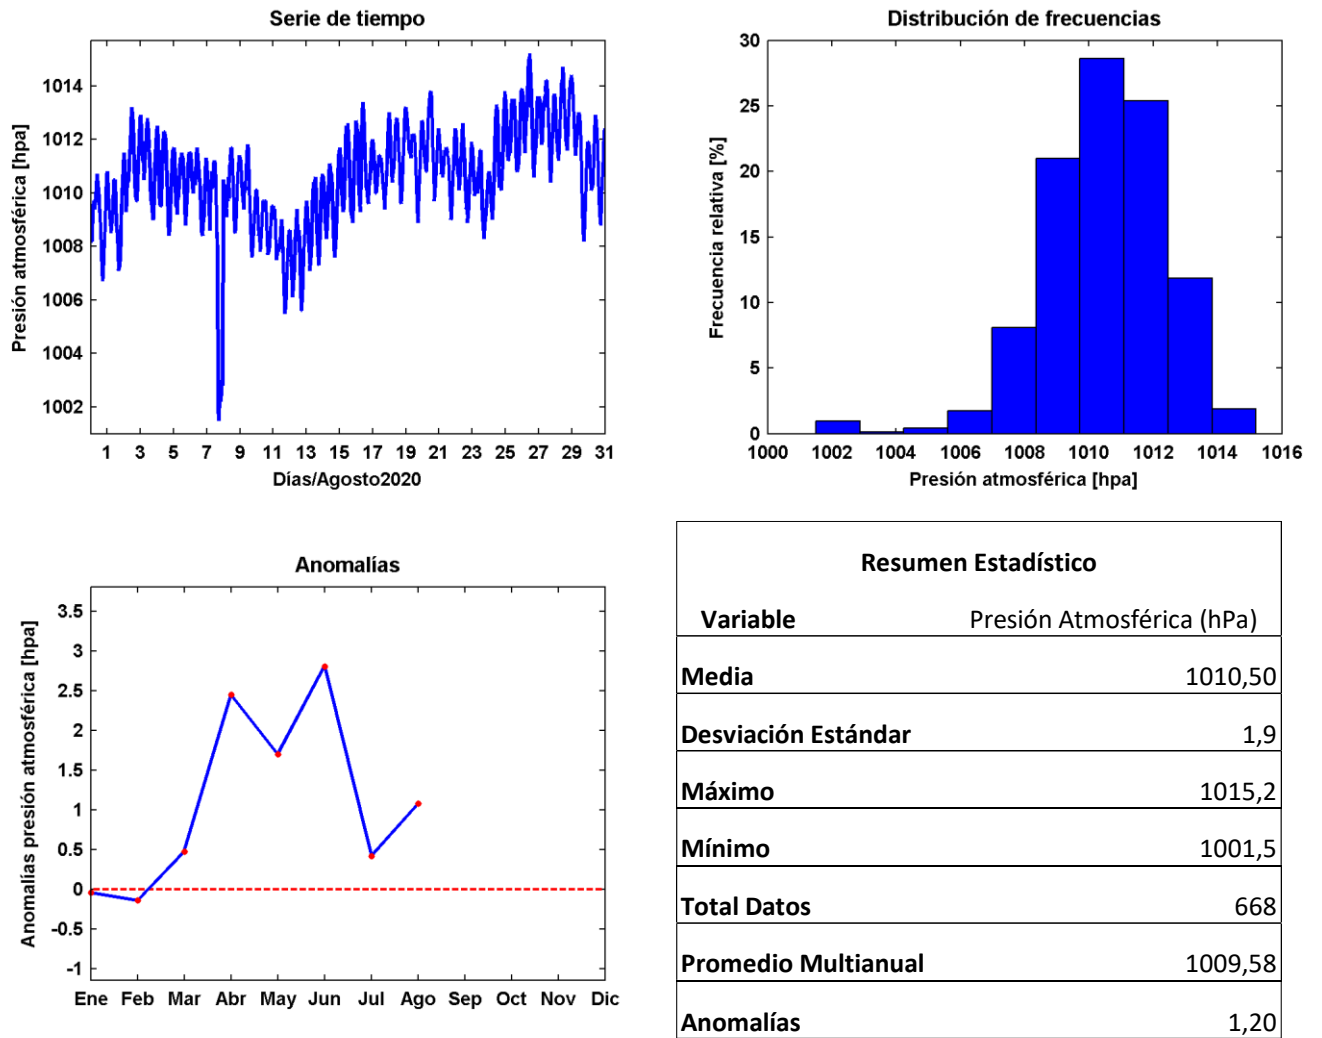 Serie de tiempo
Presión atmosférica [hpa]
1014
1012
1010
1008
1006
1004
1002
1 3 5 7 9 11 13 15 17 19 21 23 25 27 29 31
Días/Agosto2020
Distribución de frecuencias
Frecuencia relativa [%]
30
25
20
15
10
5
0
1000 1002 1004 1006 1008 1010 1012 1014 1016
Presión atmosférica [hpa]
Anomalías
Anomalías presión atmosférica [hpa]
3.5
3
2.5
2
1.5
1
0.5
0
-0.5
-1
Ene Feb Mar Abr May Jun Jul Ago Sep Oct Nov Dic
Resumen Estadístico
Variable Presión Atmosférica (hPa)
Media 1010,50
Desviación Estándar 1,9
Máximo 1015,2
Mínimo 1001,5
Total Datos 668
Promedio Multianual 1009,58
Anomalías 1,20